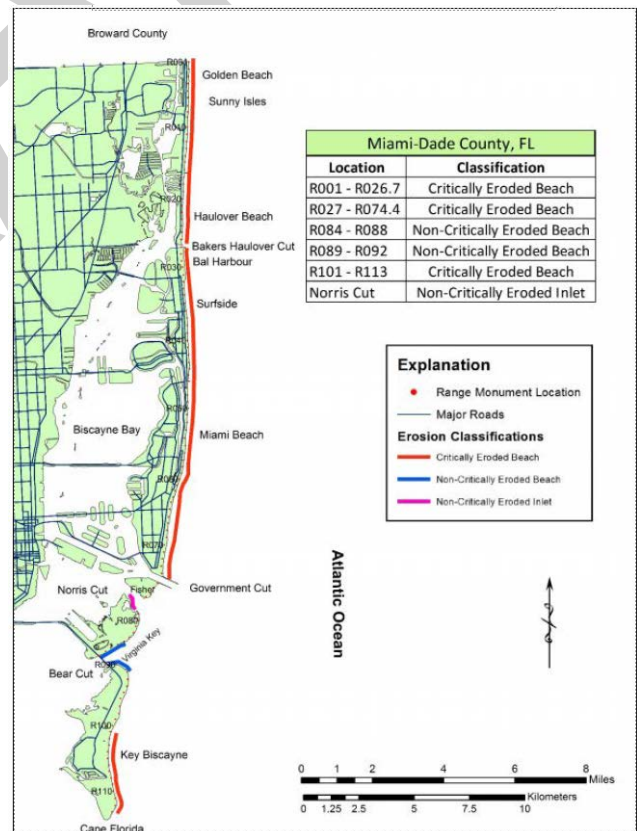 Broward County
R001
Golden Beach
Sunny Isles
R010
R020
Haulover Beach
Bakers Haulover Cut
Bal Harbour
R030
Surfside
R040
R050
Biscayne Bay
Miami Beach
R060
R070
Government Cut
Norris Cut
Fisher
R080
Virginia Key
R090
Bear Cut
R100
Key Biscayne
R110
Cape Florida
Miami-Dade County, FL
Location Classification
R001 - R026.7 Critically Eroded Beach
R027 - R074.4 Critically Eroded Beach
R084 - R088 Non-Critically Eroded Beach
R089 - R092 Non-Critically Eroded Beach
R101 - R113 Critically Eroded Beach
Norris Cut Non-Critically Eroded Inlet
Explanation
Range Monument Location
Major Roads
Erosion Classifications
Critically Eroded Beach
Non-Critically Eroded Beach
Non-Critically Eroded Inlet
Atlantic Ocean
0 1 2 4 6 8
Miles
Kilometers
0 1.25 2.5 5 7.5 10